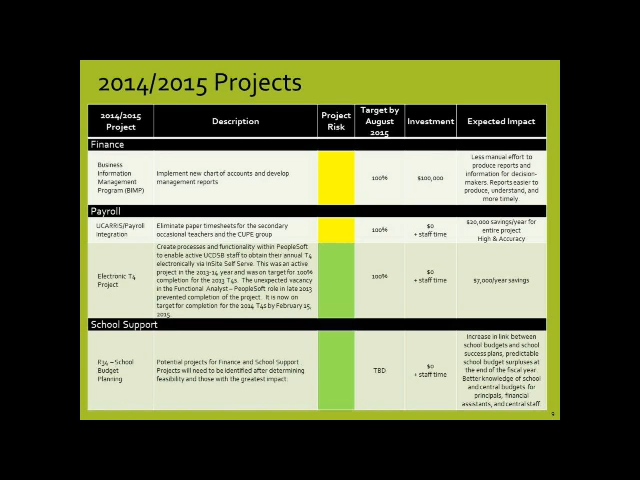 2014/2015 Projects
2014/2015
Project
Description
Project
Risk
Target by
August
2015
Investment
Expected Impact
Finance
Business
Information
Management
Program (BIMP)
Implement new chart of accounts and develop
management reports
100%
$100,000
Less manual effort to
produce reports and
information for decision-
makers. Reports easier to
produce, understand, and
more timely.
Payroll
UCARRIS/Payroll
Integration
Eliminate paper timesheets for the secondary
occasional teachers and the CUPE group
100%
$0
+ staff time
$20,000 savings/year for
entire project
High & Accuracy
Electronic T4
Project
Create processes and functionality within PeopleSoft
to enable active UCDSB staff to obtain their annual T4
electronically via InSite Self Serve. This was an active
project in the 2013-14 year and was on target for 100%
completion for the 2013 T4s. The unexpected vacancy
in the Functional Analyst – PeopleSoft role in late 2013
prevented completion of the project. It is now on
target for completion for the 2014 T4s by February 15,
2015.
100%
$0
+ staff time
$7,000/year savings
School Support
R34 – School
Budget
Planning
Potential projects for Finance and School Support.
Projects will need to be identified after determining
feasibility and those with the greatest impact.
TBD
$0
+ staff time
Increase in link between
school budgets and school
success plans, predictable
school budget surpluses at
the end of the fiscal year.
Better knowledge of school
and central budgets for
principals, financial
assistants, and central staff.
9